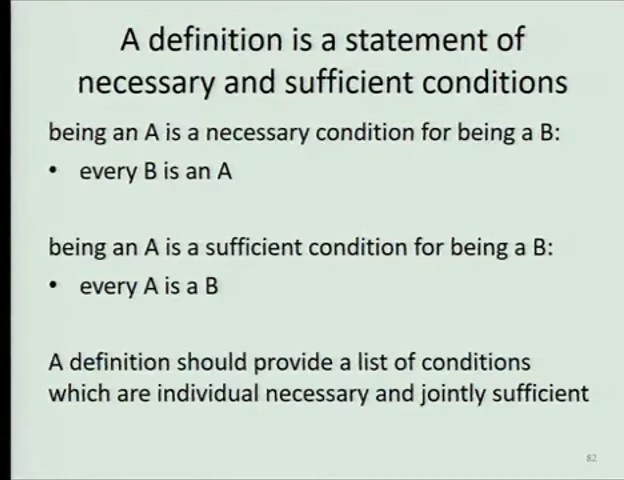 A definition is a statement of
necessary and sufficient conditions
being an A is a necessary condition for being a B:
• every B is an A
being an A is a sufficient condition for being a B:
• every A is a B
A definition should provide a list of conditions
which are individual necessary and jointly sufficient
82